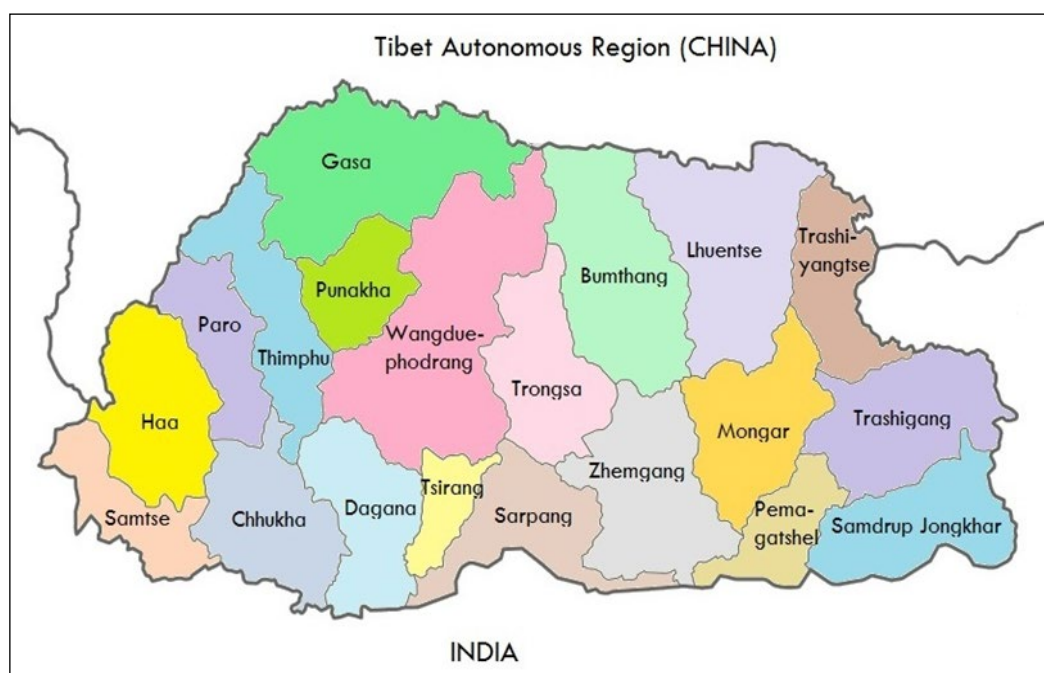 Tibet Autonomous Region (CHINA)
Gasa
Trashi-
yangtse
Lhuentse
Bumthang
Punakha
Paro
Wangdue-
phodrang
Thimphu
Trongsa
Haa
Mongar
Trashigang
Zhemgang
Tsirang
Dagana
Sarpang
Pema-
gatshel
Samtse
Chhukha
Samdrup Jongkhar
INDIA